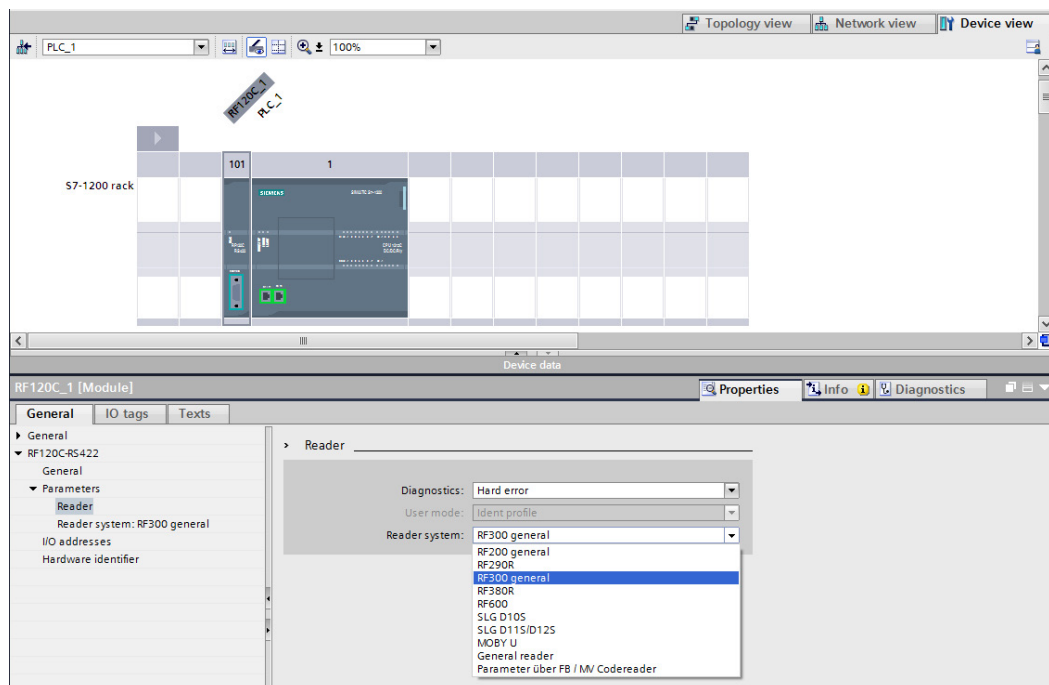 Topology view Network view Device view
PLC_1 100%
RF120C_1
PLC_1
101 1
S7-1200 rack
SIEMENS
Device data
RF120C_1 [Module] Properties Info Diagnostics
General IO tags Texts
General
RF120C-RS422
General
Parameters
Reader
Reader system: RF300 general
I/O addresses
Hardware identifier
Reader
Diagnostics: Hard error
User mode: Ident profile
Reader system: RF300 general
RF200 general
RF290R
RF300 general
RF380R
RF600
SLG D10S
SLG D11S/D12S
MOBY U
General reader
Parameter über FB / MV Codereader